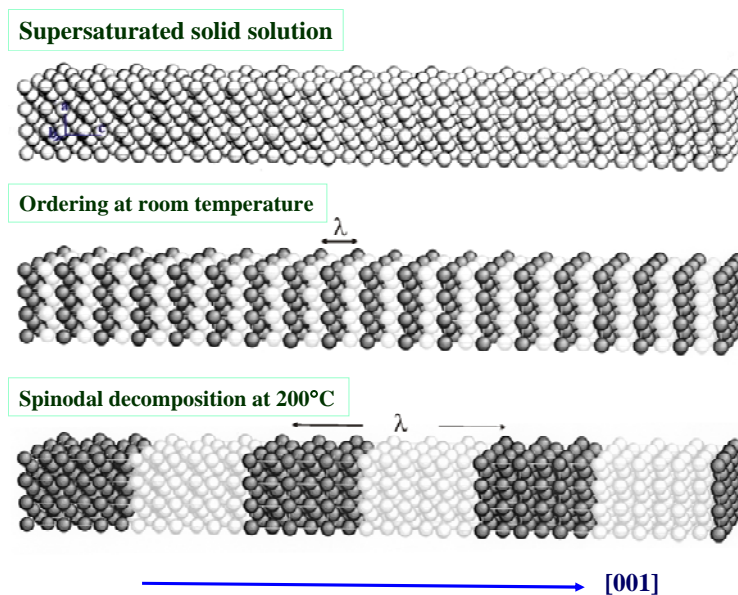 Supersaturated solid solution
Ordering at room temperature
λ
Spinodal decomposition at 200°C
λ
[001]